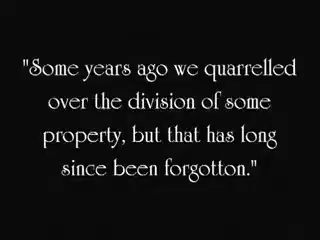 "Some years ago we quarrelled
over the division of some
property, but that has long
since been forgotton."